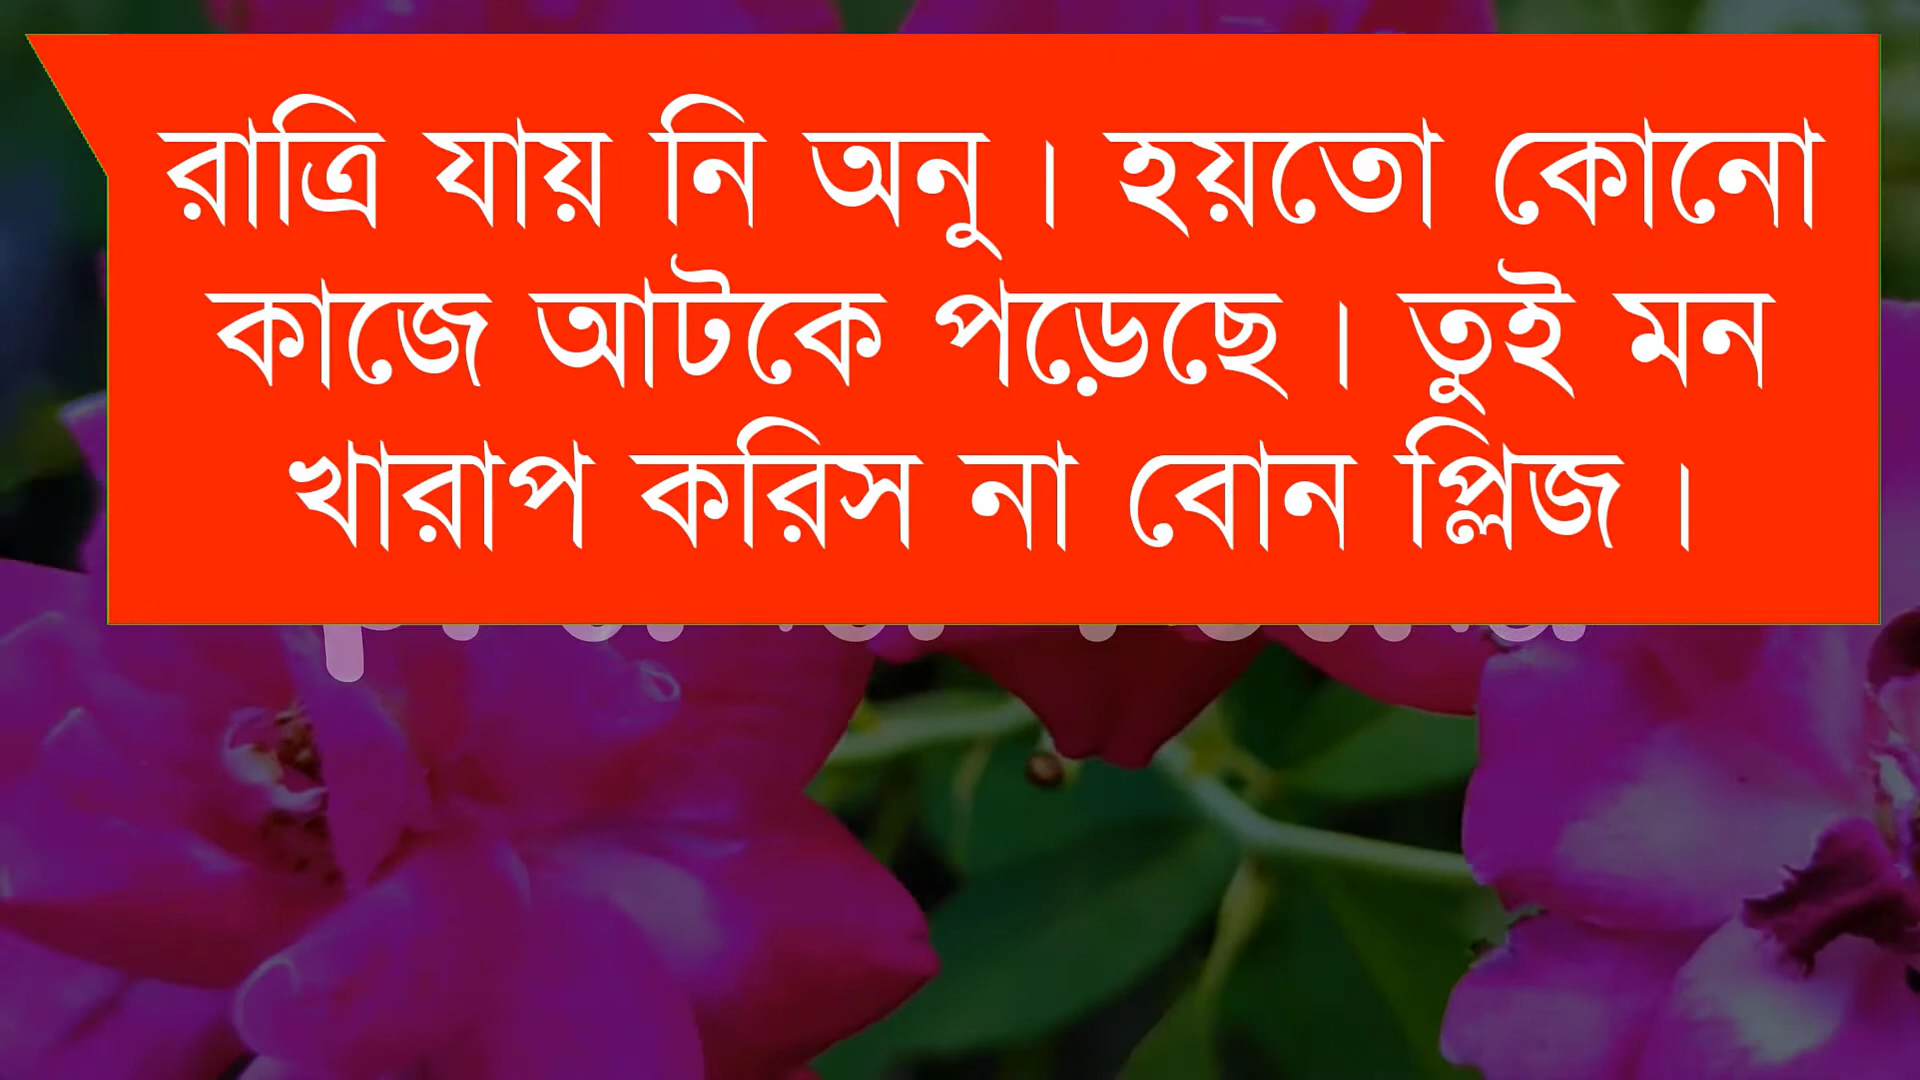 রাত্রি যায় নি অনু। হয়তো কোনো
কাজে আটকে পড়েছে। তুই মন
খারাপ করিস না বোন প্লিজ।